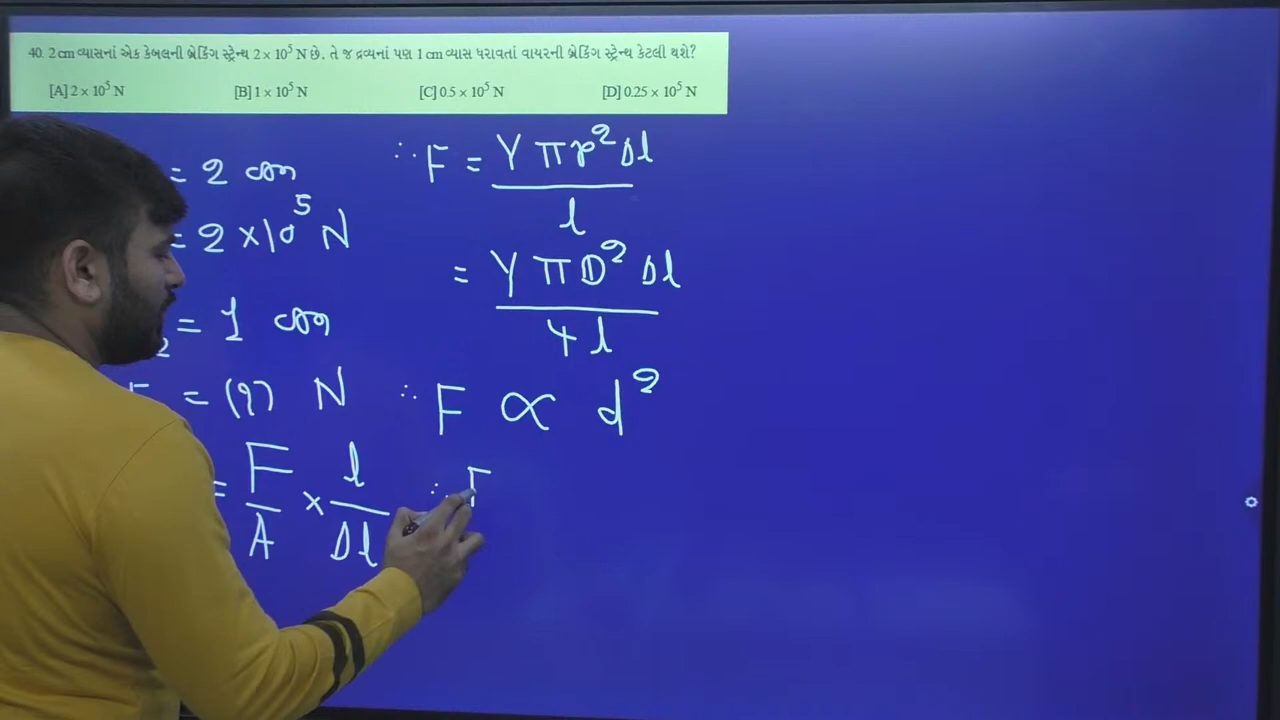 40. 2 cm વ્યાસનાં એક કેબલની બ્રેકિંગ સ્ટ્રેન્થ 2 × 10⁵ N છે. તે જ દ્રવ્યનાં પણ 1 cm વ્યાસ ધરાવતાં વાયરની બ્રેકિંગ સ્ટ્રેન્થ કેટલી થશે?
[A] 2 × 10⁵ N [B] 1 × 10⁵ N [C] 0.5 × 10⁵ N [D] 0.25 × 10⁵ N
= 2 cm
= 2 × 10⁵ N
₂ = 1 cm
= (?) N
= F/A × l/Δl
∴ F = Yπr²Δl / l
= YπD²Δl / 4l
∴ F ∝ d²
∴ F